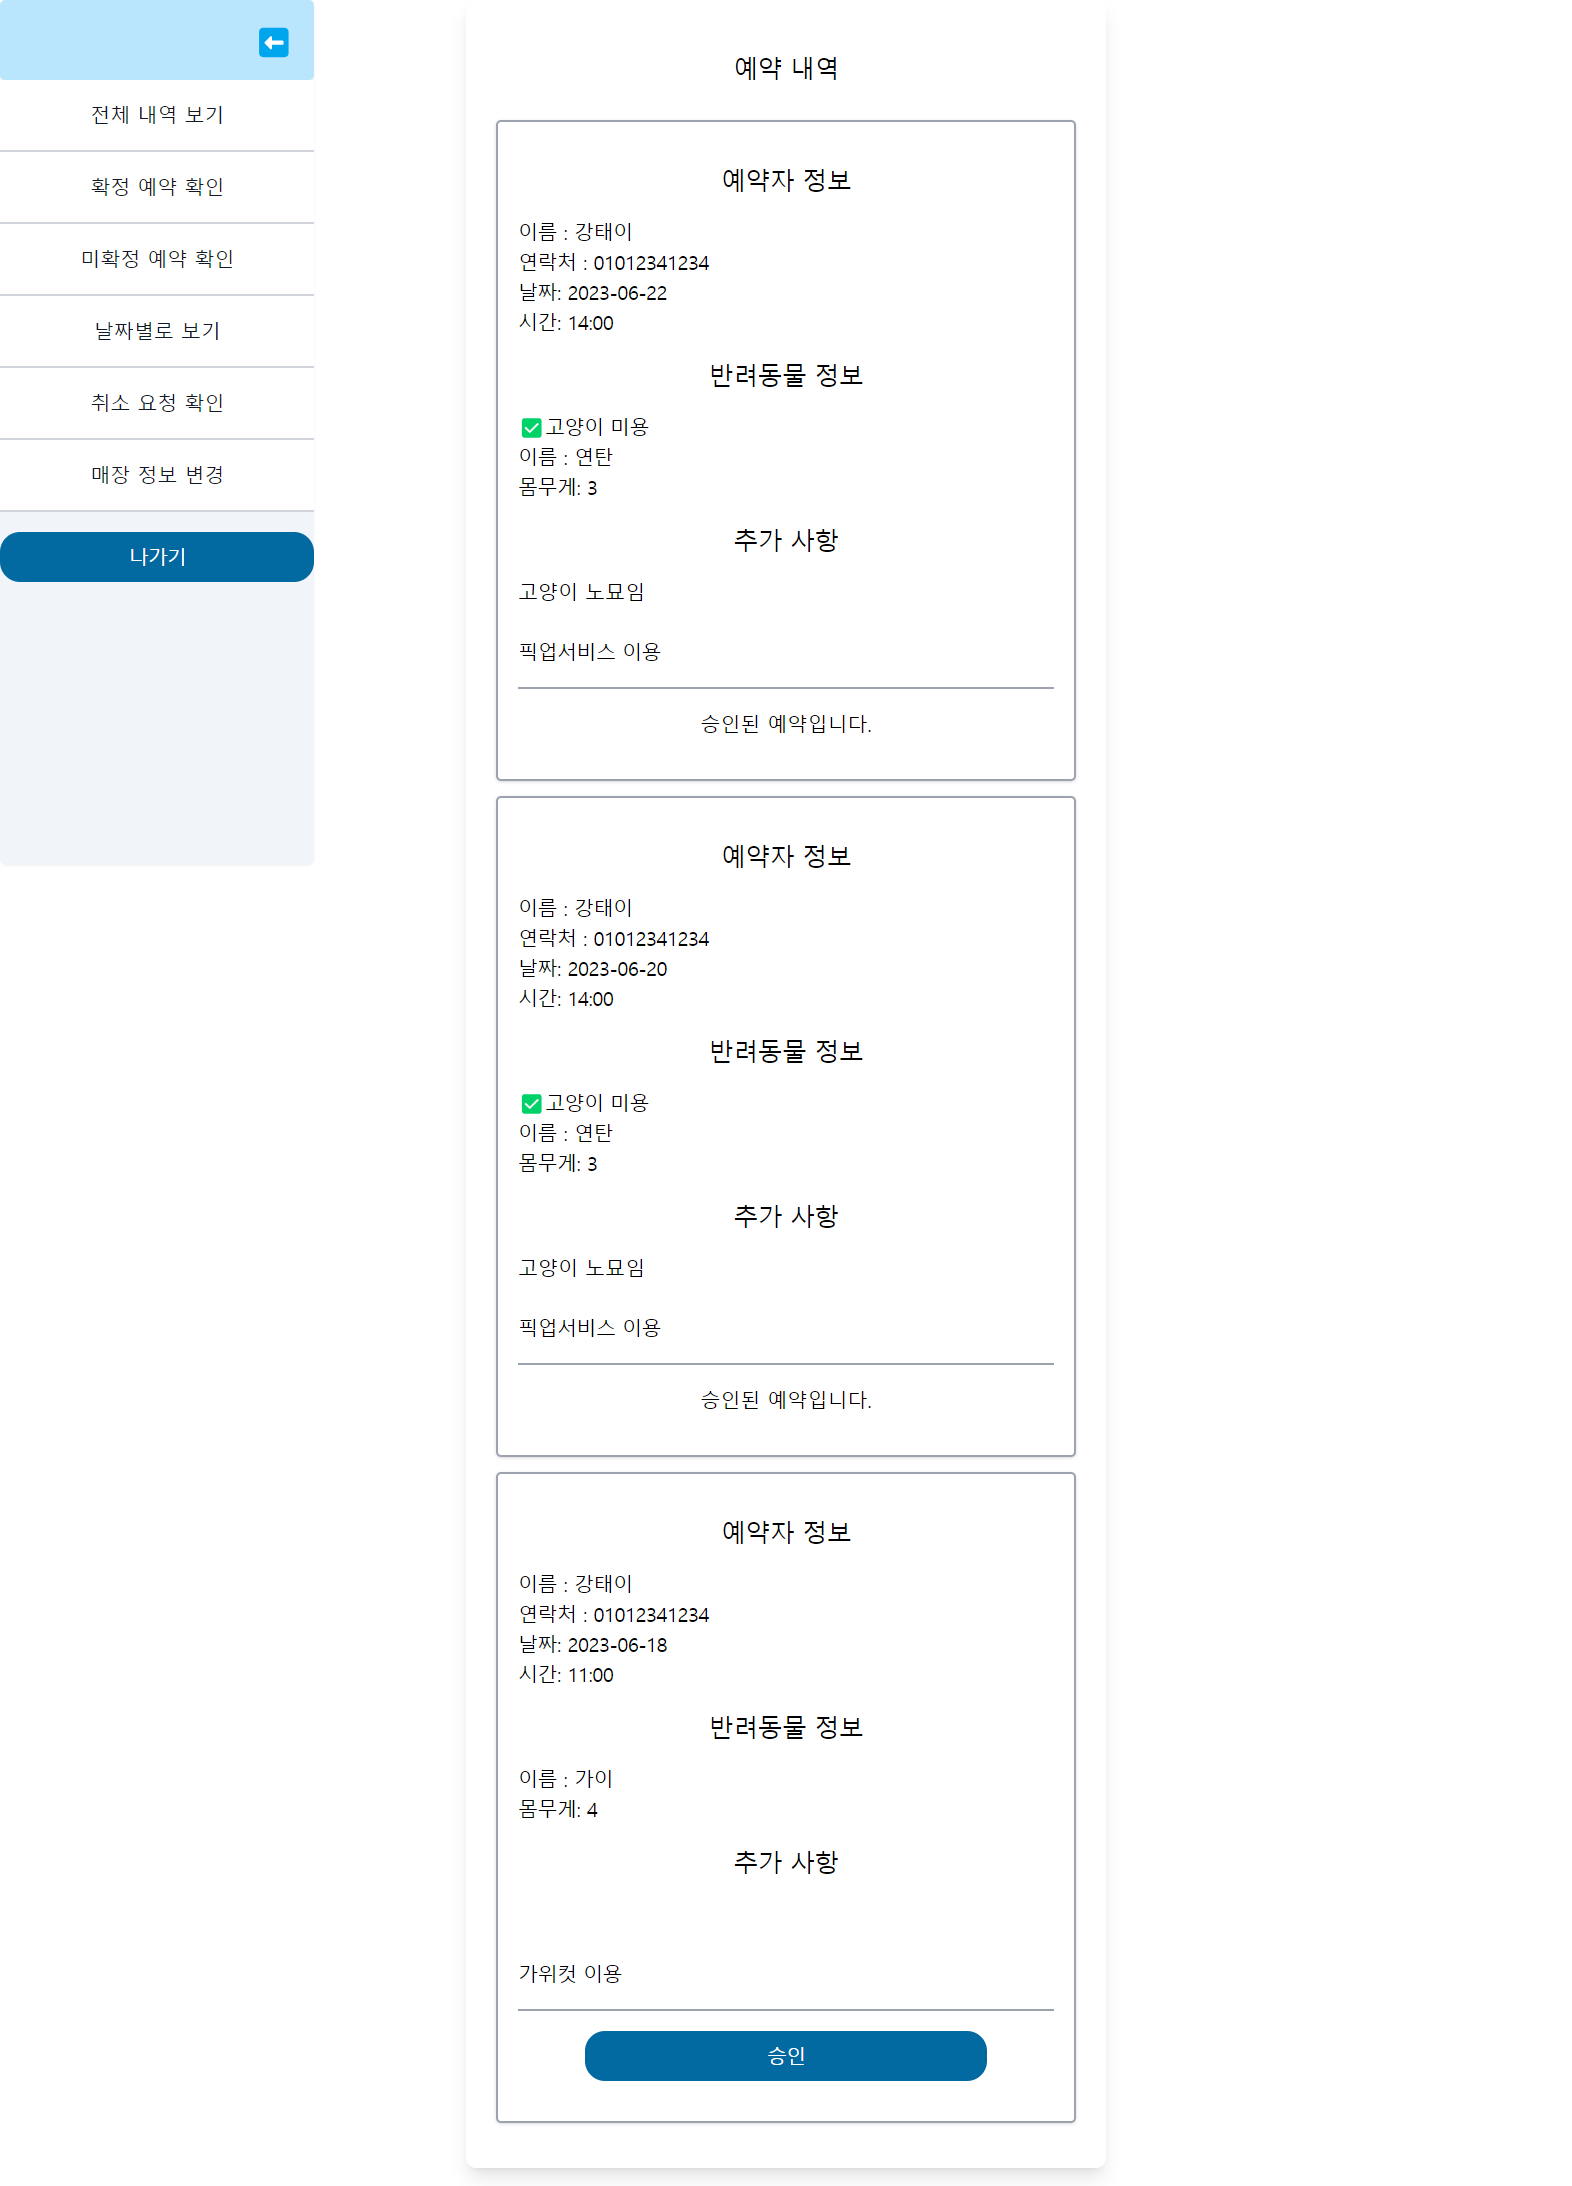 전체 내역 보기
확정 예약 확인
미확정 예약 확인
날짜별로 보기
취소 요청 확인
매장 정보 변경
나가기
예약 내역
예약자 정보
이름 : 강태이
연락처 : 01012341234
날짜: 2023-06-22
시간: 14:00
반려동물 정보
고양이 미용
이름 : 연탄
몸무게: 3
추가 사항
고양이 노묘임
픽업서비스 이용
승인된 예약입니다.
예약자 정보
이름 : 강태이
연락처 : 01012341234
날짜: 2023-06-20
시간: 14:00
반려동물 정보
고양이 미용
이름 : 연탄
몸무게: 3
추가 사항
고양이 노묘임
픽업서비스 이용
승인된 예약입니다.
예약자 정보
이름 : 강태이
연락처 : 01012341234
날짜: 2023-06-18
시간: 11:00
반려동물 정보
이름 : 가이
몸무게: 4
추가 사항
가위컷 이용
승인